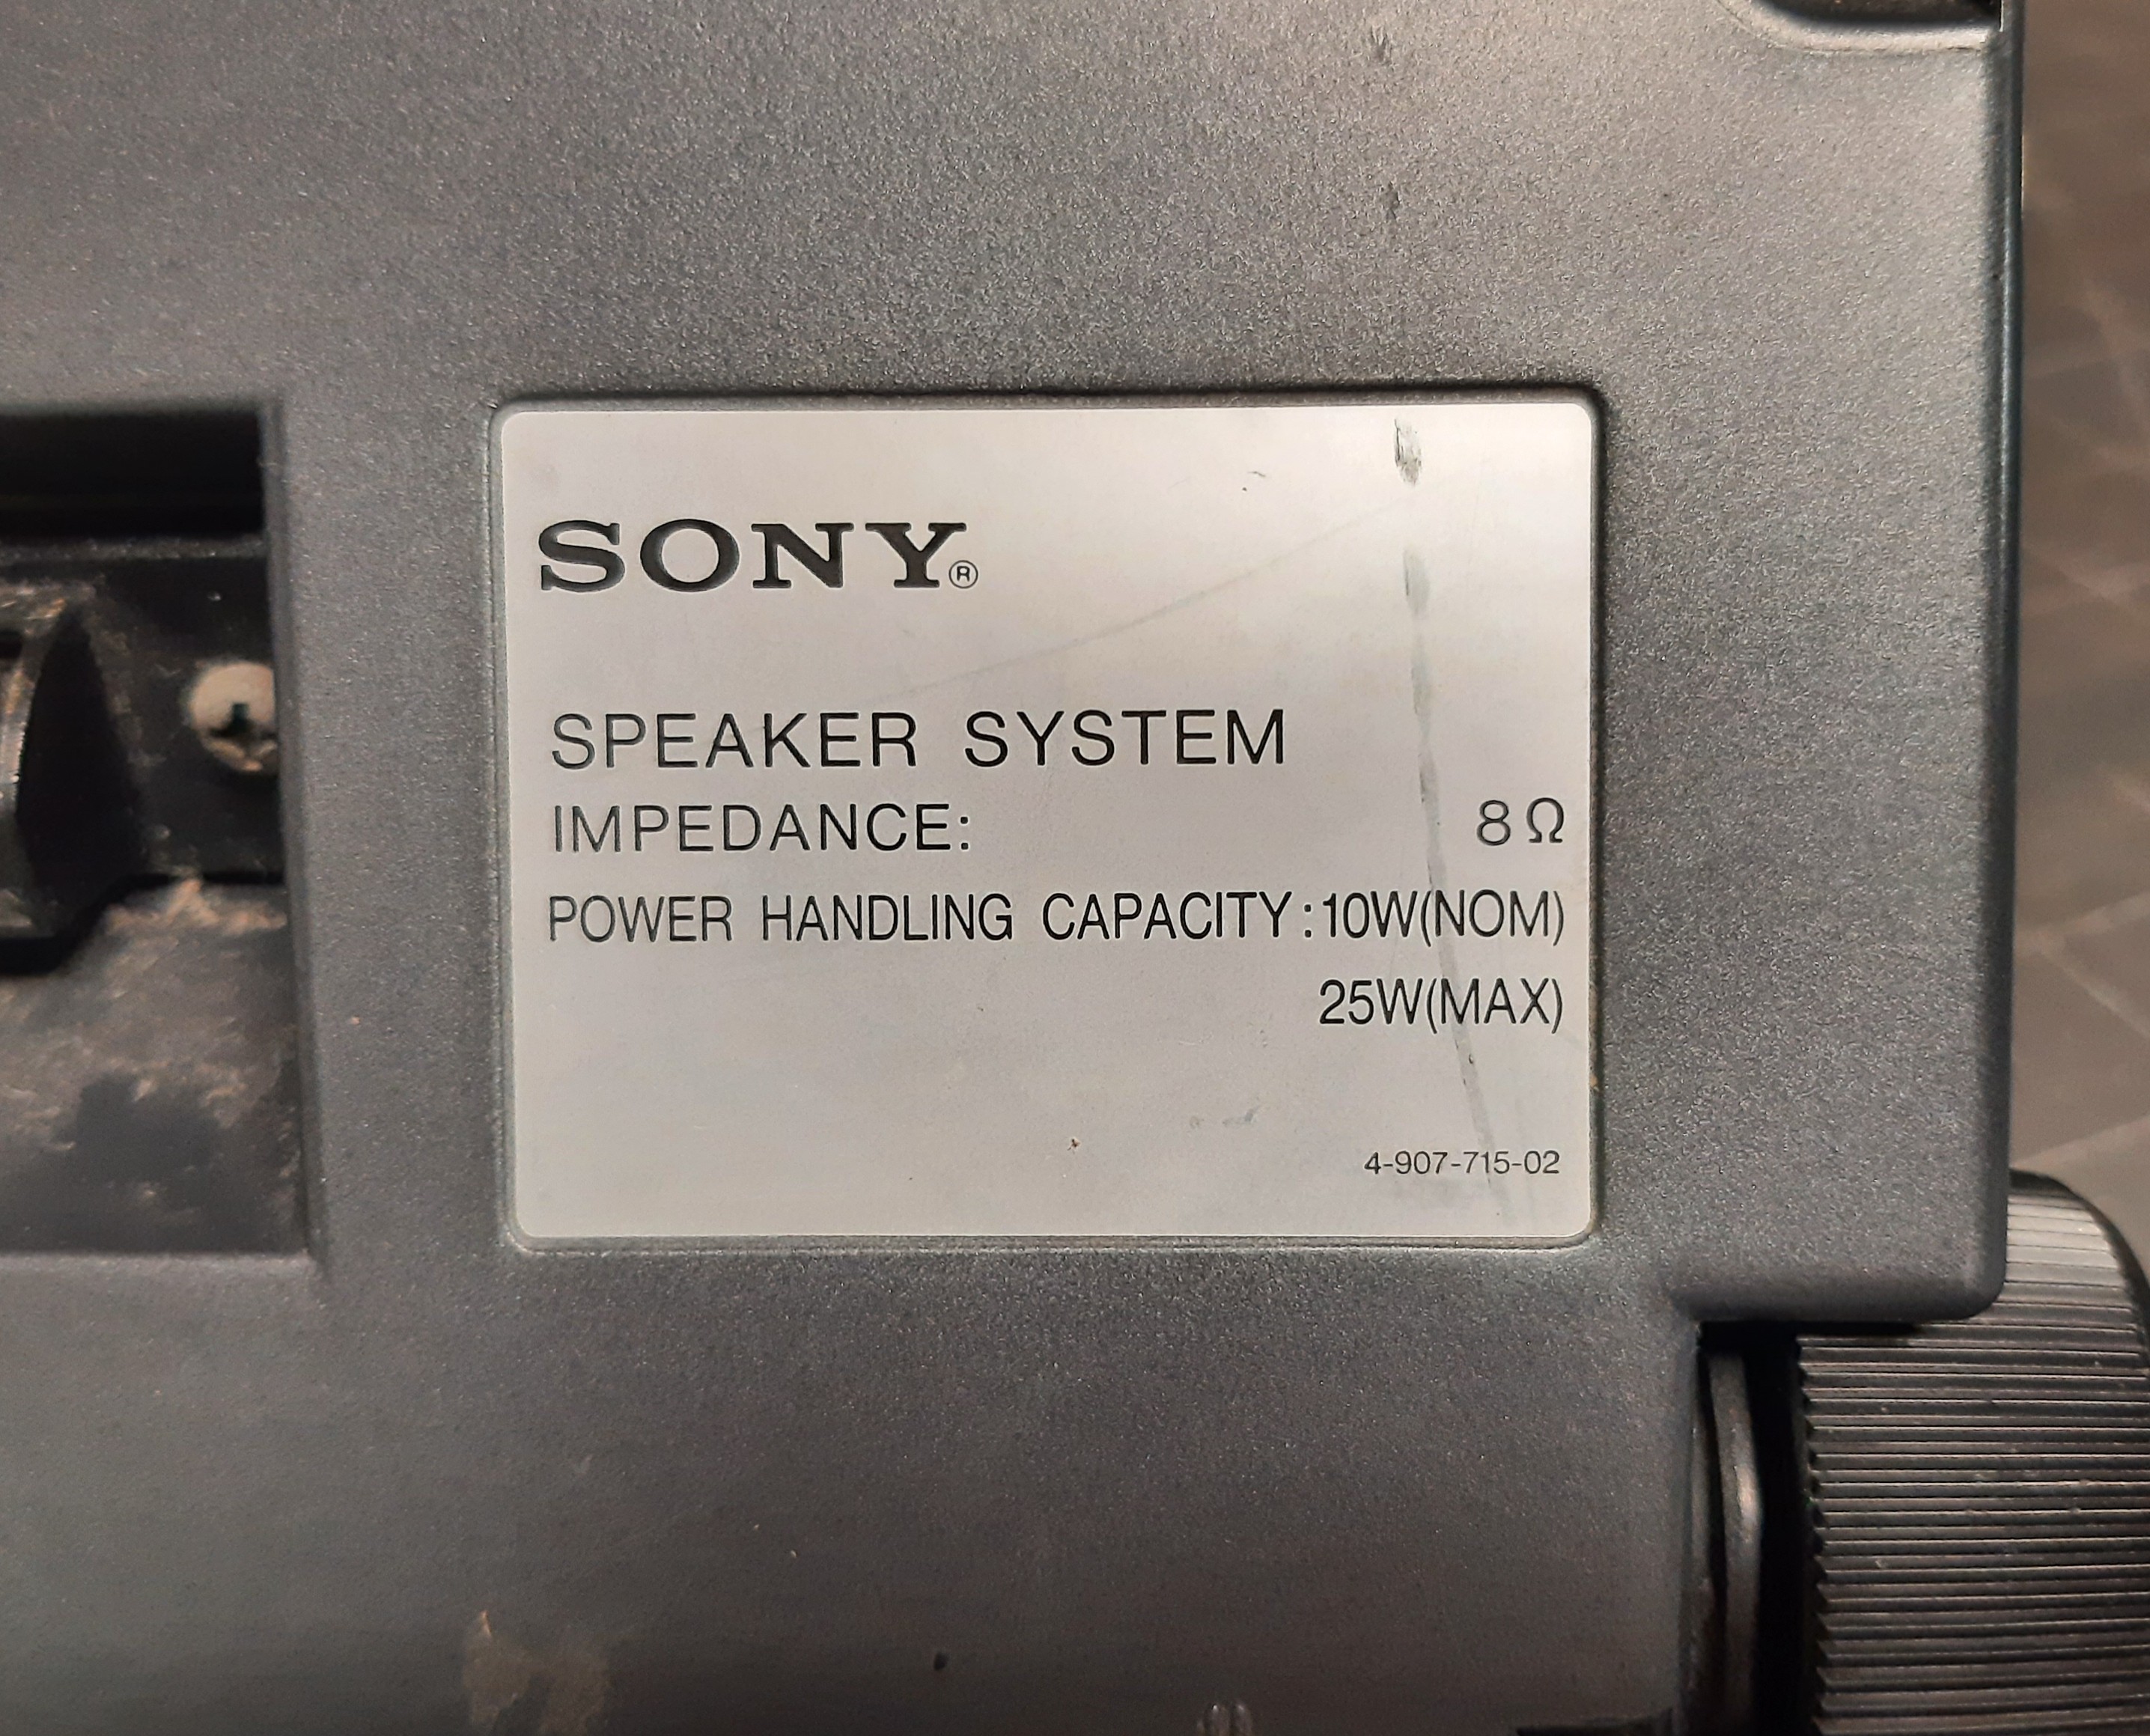 SONY®
SPEAKER SYSTEM
IMPEDANCE: 8Ω
POWER HANDLING CAPACITY:10W(NOM)
25W(MAX)
4-907-715-02